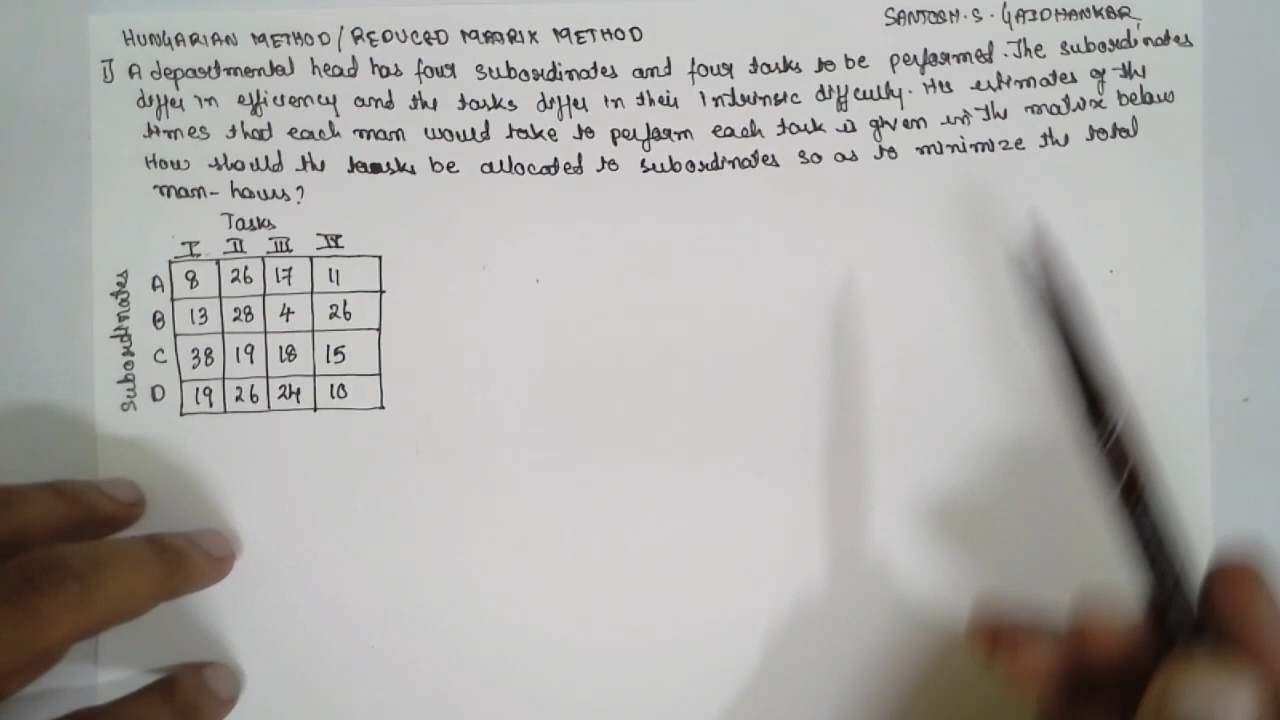 SANTOSH.S.GAIDHANKAR
HUNGARIAN METHOD/REDUCED MATRIX METHOD
1] A departmental head has four subordinates and four tasks to be performed. The subordinates
differ in efficiency and the tasks differ in their Intrinsic difficulty. His estimates of the
times that each man would take to perform each task is given in the matrix below
How should the tasks be allocated to subordinates so as to minimize the total
man-hours?
Tasks
I II III IV
Subordinates
A 8 26 17 11
B 13 28 4 26
C 38 19 18 15
D 19 26 24 10